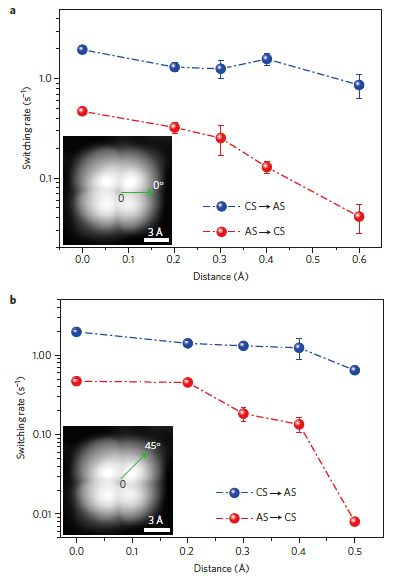 a
Switching rate (s⁻¹)
1.0
0.1
0
0°
3 Å
CS → AS
AS → CS
0.0 0.1 0.2 0.3 0.4 0.5 0.6
Distance (Å)
b
Switching rate (s⁻¹)
1.00
0.10
0.01
45°
0
3 Å
CS → AS
AS → CS
0.0 0.1 0.2 0.3 0.4 0.5
Distance (Å)